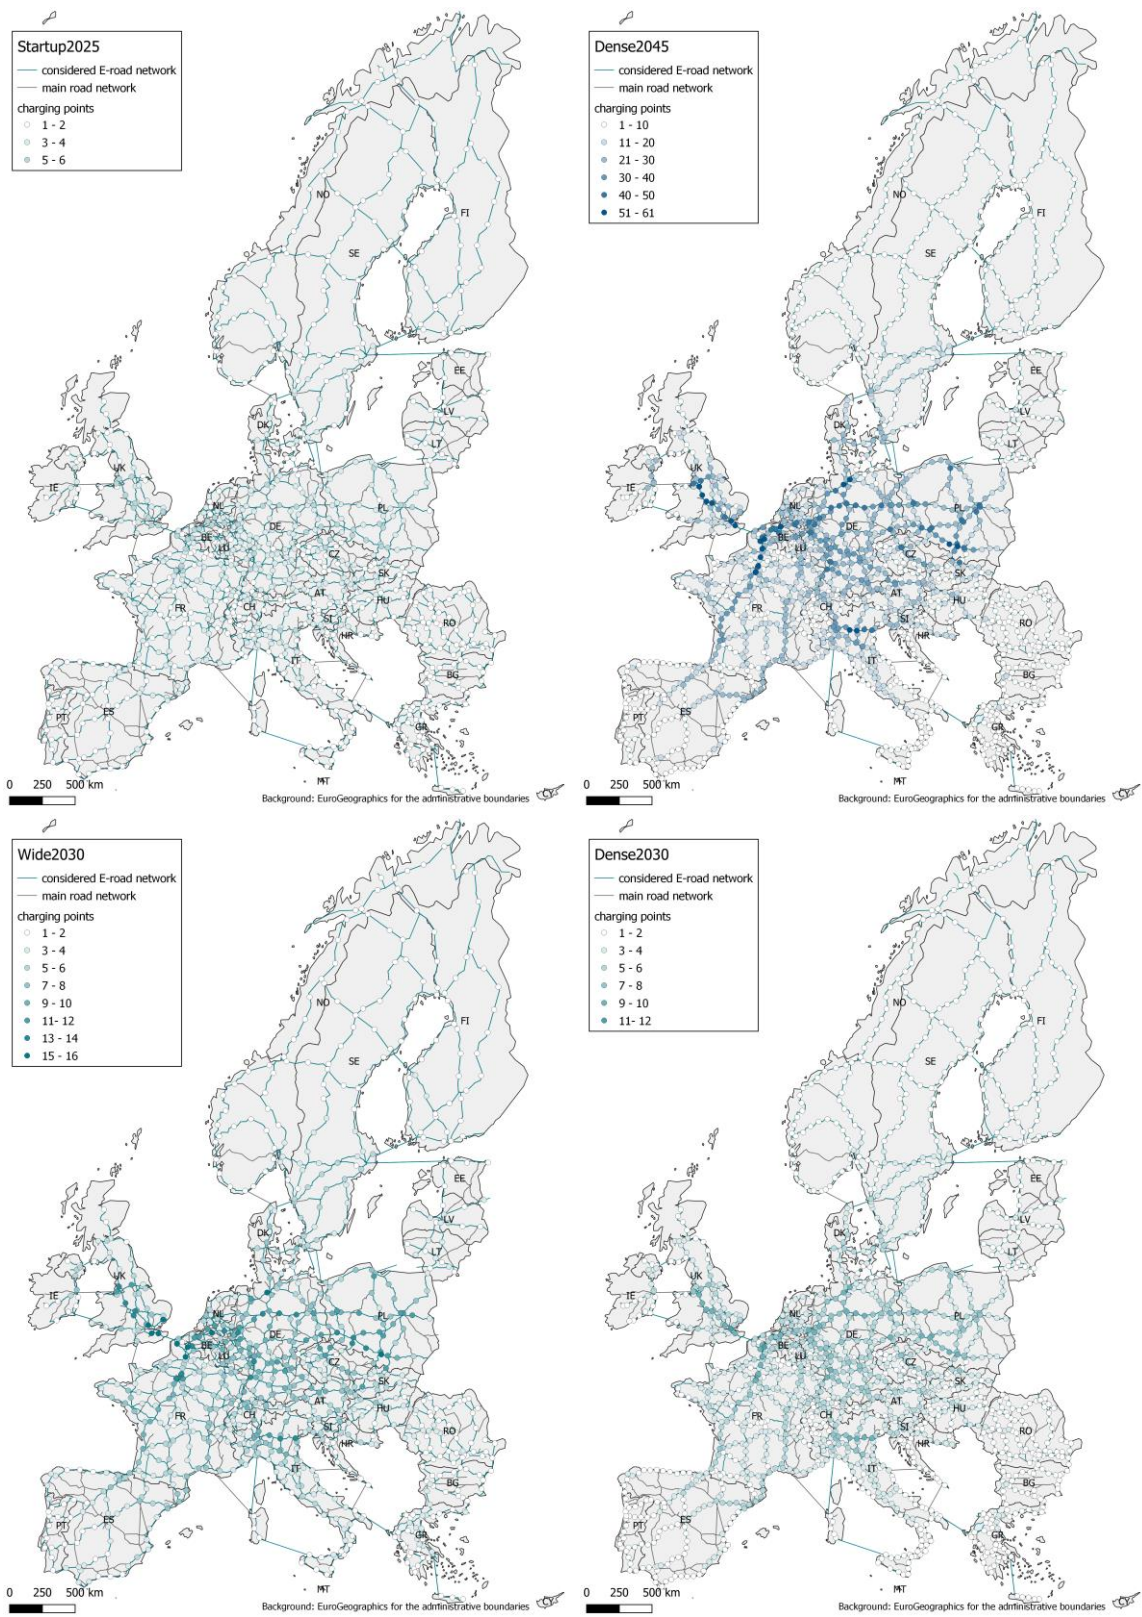 Startup2025
considered E-road network
main road network
charging points
1 - 2
3 - 4
5 - 6
NO
SE
FI
EE
LV
LT
DK
UK
IE
NL
BE
LU
DE
PL
CZ
SK
AT
HU
CH
FR
SI
HR
RO
IT
BG
PT
ES
GR
MT
CY
0 250 500 km
Background: EuroGeographics for the administrative boundaries
Dense2045
considered E-road network
main road network
charging points
1 - 10
11 - 20
21 - 30
30 - 40
40 - 50
51 - 61
NO
SE
FI
EE
LV
LT
DK
UK
IE
NL
BE
LU
DE
PL
CZ
SK
AT
HU
CH
FR
SI
HR
RO
IT
BG
PT
ES
GR
MT
CY
0 250 500 km
Background: EuroGeographics for the administrative boundaries
Wide2030
considered E-road network
main road network
charging points
1 - 2
3 - 4
5 - 6
7 - 8
9 - 10
11- 12
13 - 14
15 - 16
NO
SE
FI
EE
LV
LT
DK
UK
IE
NL
BE
LU
DE
PL
CZ
SK
AT
HU
CH
FR
SI
HR
RO
IT
BG
PT
ES
GR
MT
CY
0 250 500 km
Background: EuroGeographics for the administrative boundaries
Dense2030
considered E-road network
main road network
charging points
1 - 2
3 - 4
5 - 6
7 - 8
9 - 10
11- 12
NO
SE
FI
EE
LV
LT
DK
UK
IE
NL
BE
LU
DE
PL
CZ
SK
AT
HU
CH
FR
SI
HR
RO
IT
BG
PT
ES
GR
MT
CY
0 250 500 km
Background: EuroGeographics for the administrative boundaries